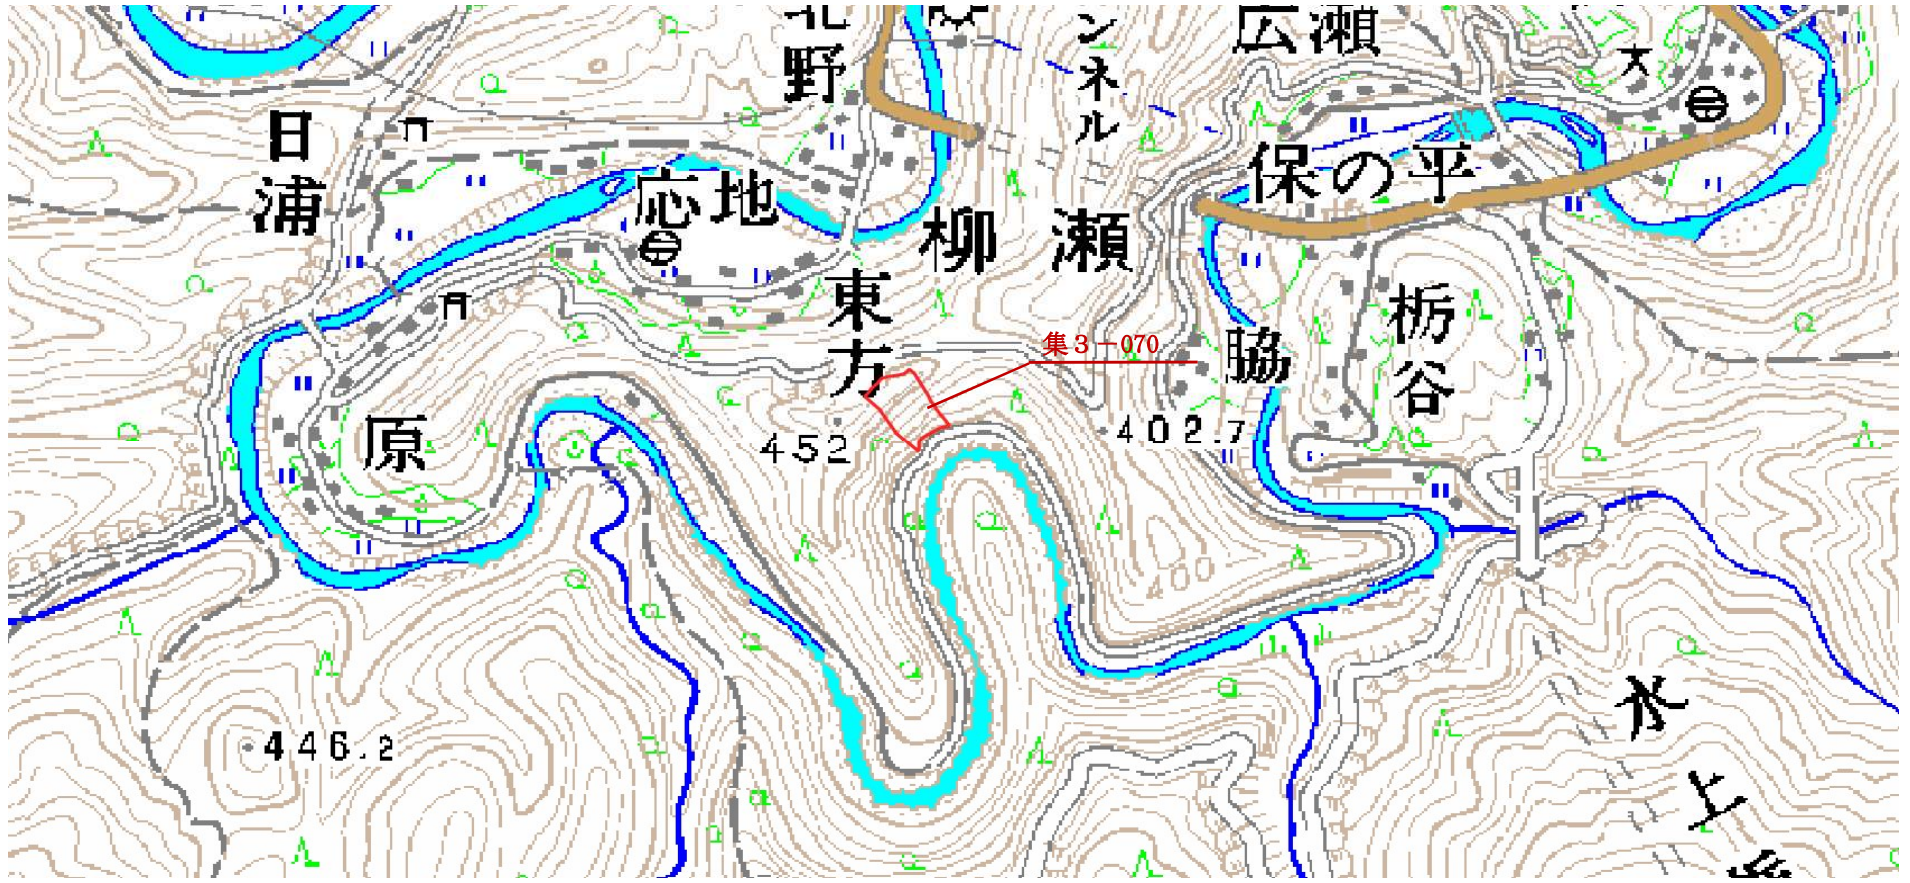 野
ンネル
広瀬
日浦
応地
柳瀬
保の平
東方
集3-070
脇
栃谷
原
452
402.7
400
446.2
水上